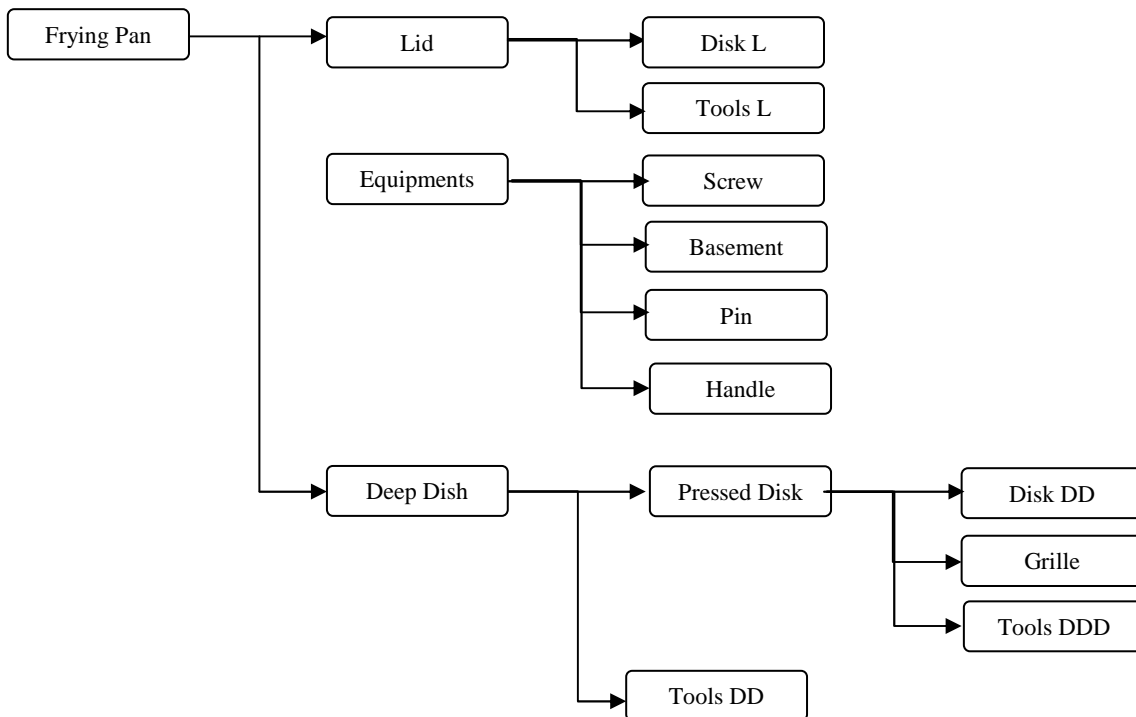 Frying Pan
Lid
Disk L
Tools L
Equipments
Screw
Basement
Pin
Handle
Deep Dish
Pressed Disk
Disk DD
Grille
Tools DDD
Tools DD